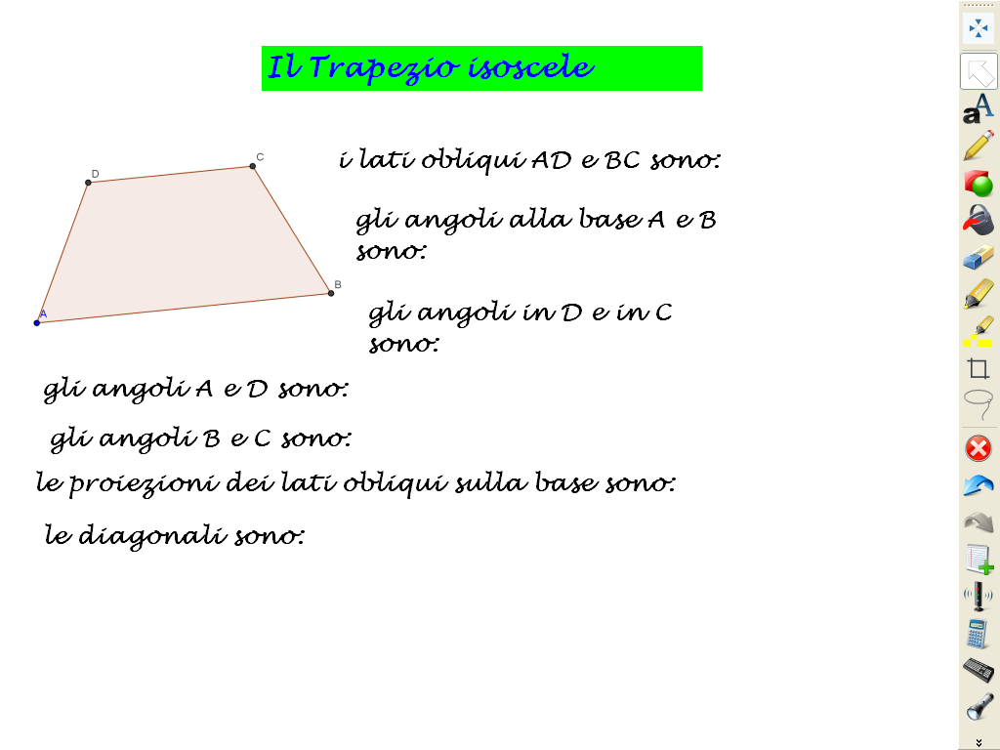 Il Trapezio isoscele
C
D
i lati obliqui AD e BC sono:
gli angoli alla base A e B
sono:
B
A
gli angoli in D e in C
sono:
gli angoli A e D sono:
gli angoli B e C sono:
le proiezioni dei lati obliqui sulla base sono:
le diagonali sono:
aA